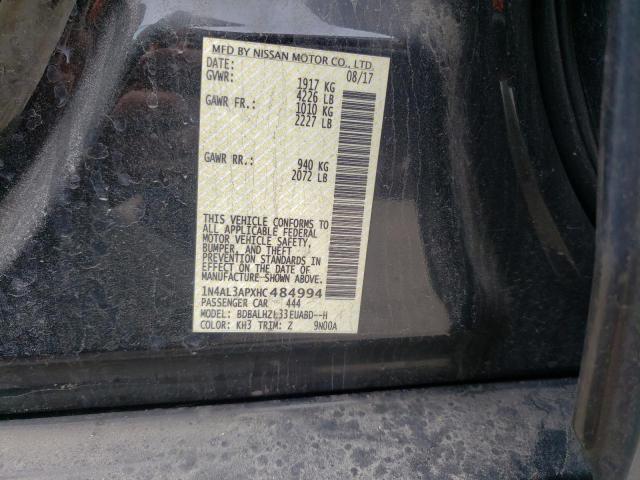 MFD BY NISSAN MOTOR CO., LTD.
DATE: 08/17
GVWR: 1917 KG
4226 LB
GAWR FR.: 1010 KG
2227 LB
GAWR RR.: 940 KG
2072 LB
THIS VEHICLE CONFORMS TO
ALL APPLICABLE FEDERAL
MOTOR VEHICLE SAFETY,
BUMPER, AND THEFT
PREVENTION STANDARDS IN
EFFECT ON THE DATE OF
MANUFACTURE SHOWN ABOVE.
1N4AL3APXHC484994
PASSENGER CAR 444
MODEL: BDBALHZL33EUABD--H
COLOR: KH3 TRIM: Z 9N00A